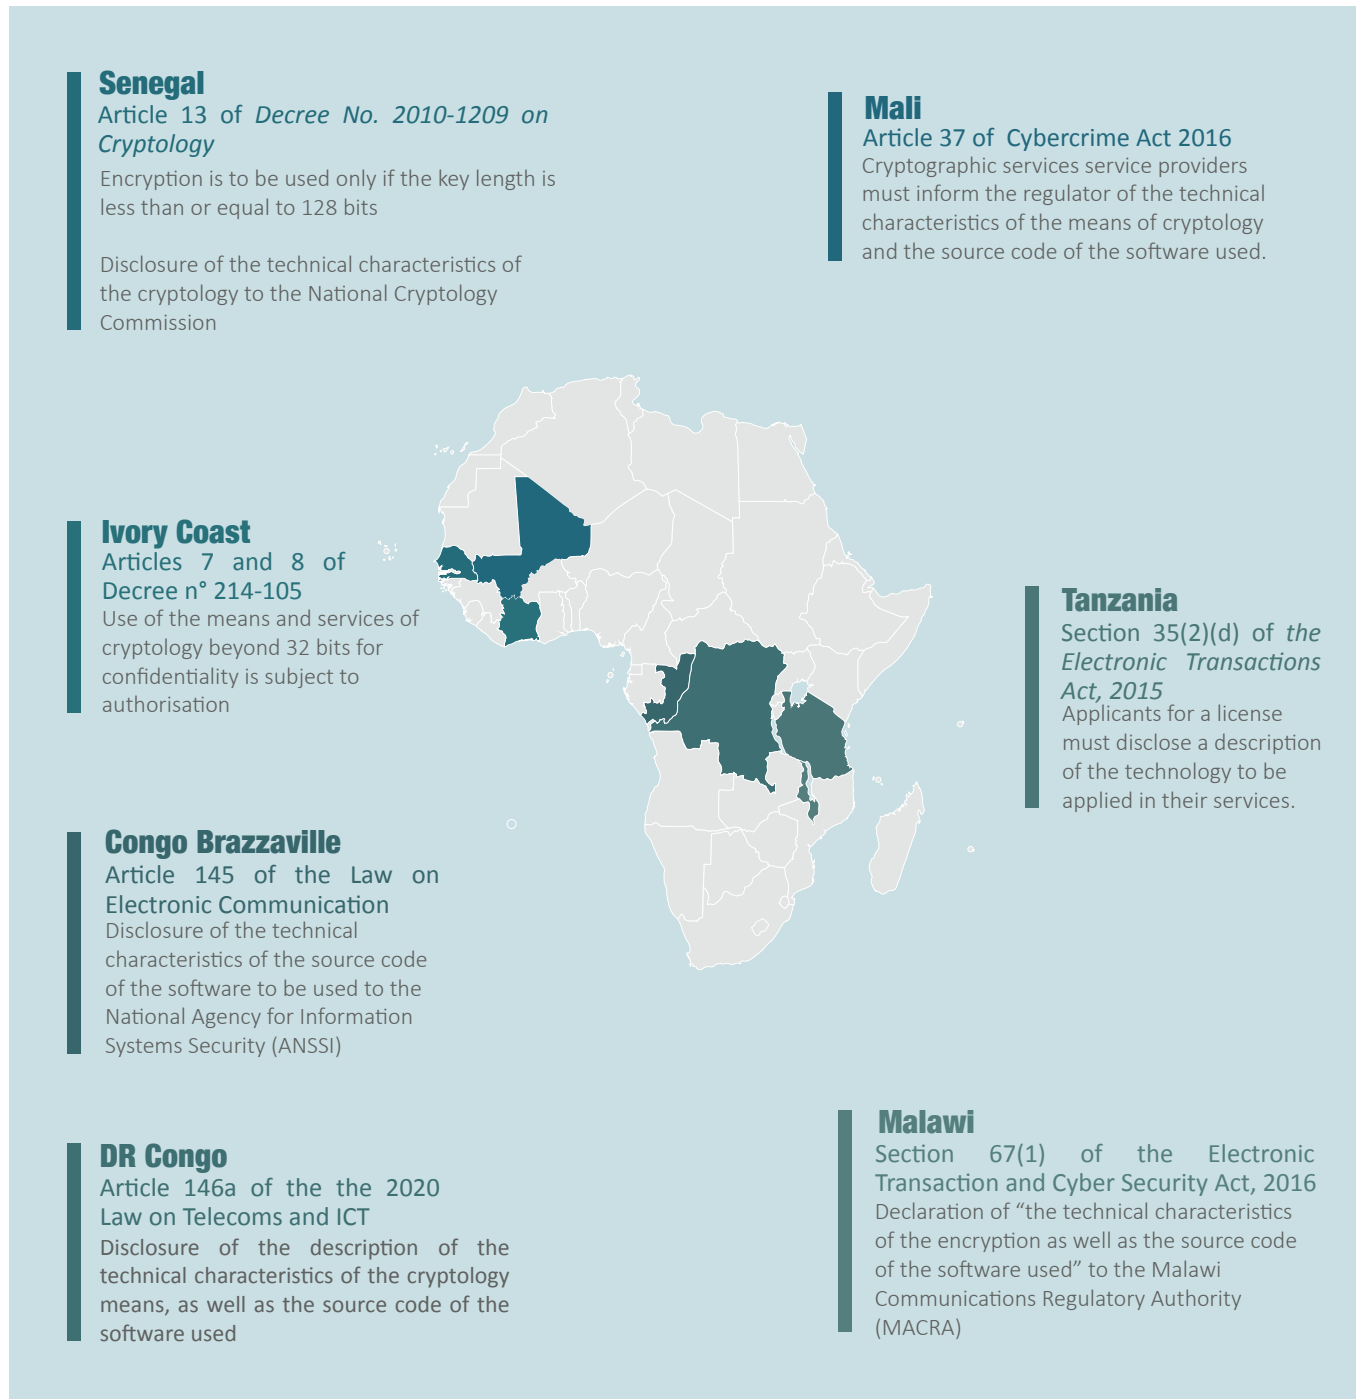 Senegal
Article 13 of Decree No. 2010-1209 on
Cryptology
Encryption is to be used only if the key length is
less than or equal to 128 bits
Disclosure of the technical characteristics of
the cryptology to the National Cryptology
Commission
Mali
Article 37 of Cybercrime Act 2016
Cryptographic services service providers
must inform the regulator of the technical
characteristics of the means of cryptology
and the source code of the software used.
Ivory Coast
Articles 7 and 8 of
Decree n° 214-105
Use of the means and services of
cryptology beyond 32 bits for
confidentiality is subject to
authorisation
Tanzania
Section 35(2)(d) of the
Electronic Transactions
Act, 2015
Applicants for a license
must disclose a description
of the technology to be
applied in their services.
Congo Brazzaville
Article 145 of the Law on
Electronic Communication
Disclosure of the technical
characteristics of the source code
of the software to be used to the
National Agency for Information
Systems Security (ANSSI)
DR Congo
Article 146a of the the 2020
Law on Telecoms and ICT
Disclosure of the description of the
technical characteristics of the cryptology
means, as well as the source code of the
software used
Malawi
Section 67(1) of the Electronic
Transaction and Cyber Security Act, 2016
Declaration of “the technical characteristics
of the encryption as well as the source code
of the software used” to the Malawi
Communications Regulatory Authority
(MACRA)